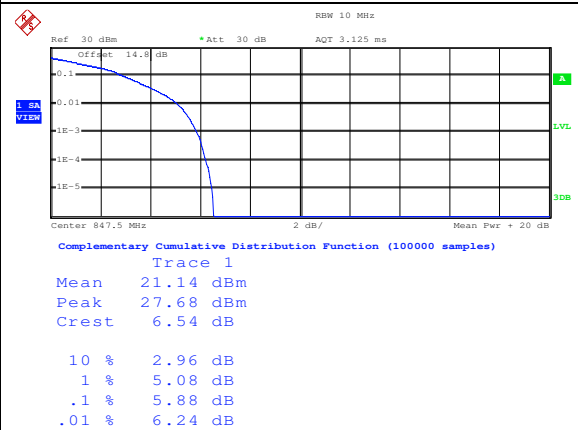 R&S
RBW 10 MHz
Ref 30 dBm *Att 30 dB AQT 3.125 ms
Offset 14.8 dB
0.1
A
0.01
1 SA
VIEW
1E-3
LVL
1E-4
1E-5
3DB
Center 847.5 MHz 2 dB/ Mean Pwr + 20 dB
Complementary Cumulative Distribution Function (100000 samples)
Trace 1
Mean 21.14 dBm
Peak 27.68 dBm
Crest 6.54 dB
10 % 2.96 dB
1 % 5.08 dB
.1 % 5.88 dB
.01 % 6.24 dB